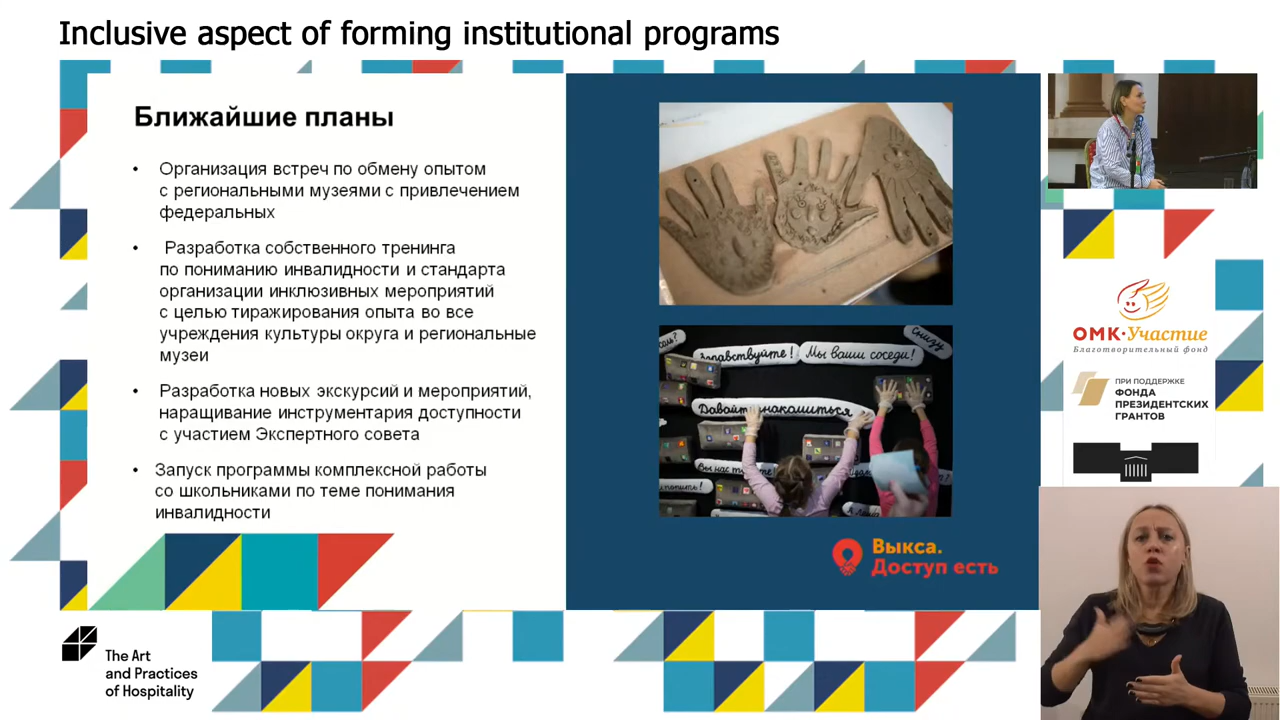 Inclusive aspect of forming institutional programs
Ближайшие планы
• Организация встреч по обмену опытом
с региональными музеями с привлечением
федеральных
• Разработка собственного тренинга
по пониманию инвалидности и стандарта
организации инклюзивных мероприятий
с целью тиражирования опыта во все
учреждения культуры округа и региональные
музеи
• Разработка новых экскурсий и мероприятий,
наращивание инструментария доступности
с участием Экспертного совета
• Запуск программы комплексной работы
со школьниками по теме понимания
инвалидности
Снизу
Здравствуйте!
Мы ваши соседи!
Вы нас
Выкса.
Доступ есть
ОМК•Участие
Благотворительный фонд
ПРИ ПОДДЕРЖКЕ
ФОНДА
ПРЕЗИДЕНТСКИХ
ГРАНТОВ
The Art
and Practices
of Hospitality